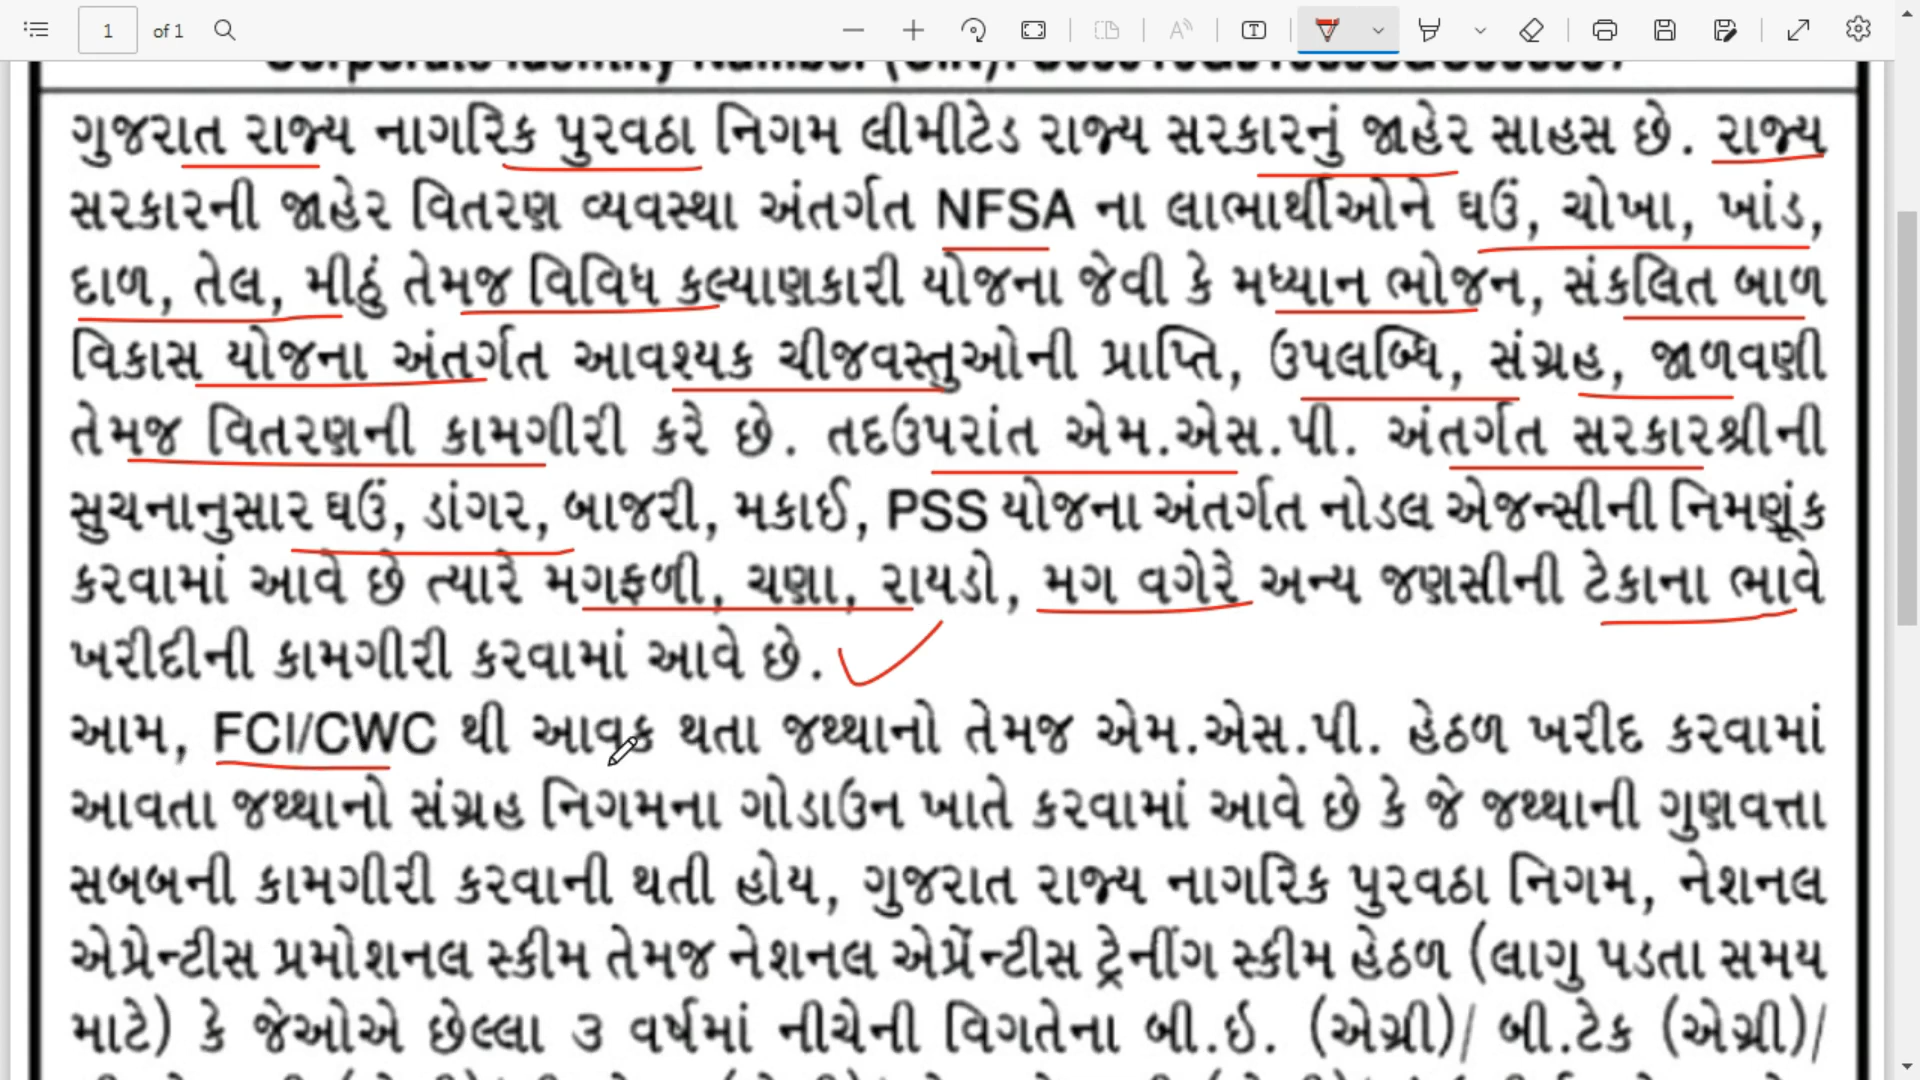 1 of 1
ગુજરાત રાજ્ય નાગરિક પુરવઠા નિગમ લીમીટેડ રાજ્ય સરકારનું જાહેર સાહસ છે. રાજ્ય
સરકારની જાહેર વિતરણ વ્યવસ્થા અંતર્ગત NFSA ના લાભાર્થીઓને ઘઉં, ચોખા, ખાંડ,
દાળ, તેલ, મીઠું તેમજ વિવિધ કલ્યાણકારી યોજના જેવી કે મધ્યાન ભોજન, સંકલિત બાળ
વિકાસ યોજના અંતર્ગત આવશ્યક ચીજવસ્તુઓની પ્રાપ્તિ, ઉપલબ્ધિ, સંગ્રહ, જાળવણી
તેમજ વિતરણની કામગીરી કરે છે. તદઉપરાંત એમ.એસ.પી. અંતર્ગત સરકારશ્રીની
સુચનાનુસાર ઘઉં, ડાંગર, બાજરી, મકાઈ, PSS યોજના અંતર્ગત નોડલ એજન્સીની નિમણૂંક
કરવામાં આવે છે ત્યારે મગફળી, ચણા, રાયડો, મગ વગેરે અન્ય જણસીની ટેકાના ભાવે
ખરીદીની કામગીરી કરવામાં આવે છે.
આમ, FCI/CWC થી આવક થતા જથ્થાનો તેમજ એમ.એસ.પી. હેઠળ ખરીદ કરવામાં
આવતા જથ્થાનો સંગ્રહ નિગમના ગોડાઉન ખાતે કરવામાં આવે છે કે જે જથ્થાની ગુણવત્તા
સબબની કામગીરી કરવાની થતી હોય, ગુજરાત રાજ્ય નાગરિક પુરવઠા નિગમ, નેશનલ
એપ્રેન્ટીસ પ્રમોશનલ સ્કીમ તેમજ નેશનલ એપ્રેંન્ટીસ ટ્રેનીંગ સ્કીમ હેઠળ (લાગુ પડતા સમય
માટે) કે જેઓએ છેલ્લા ૩ વર્ષમાં નીચેની વિગતેના બી.ઇ. (એગ્રી)/ બી.ટેક (એગ્રી)/